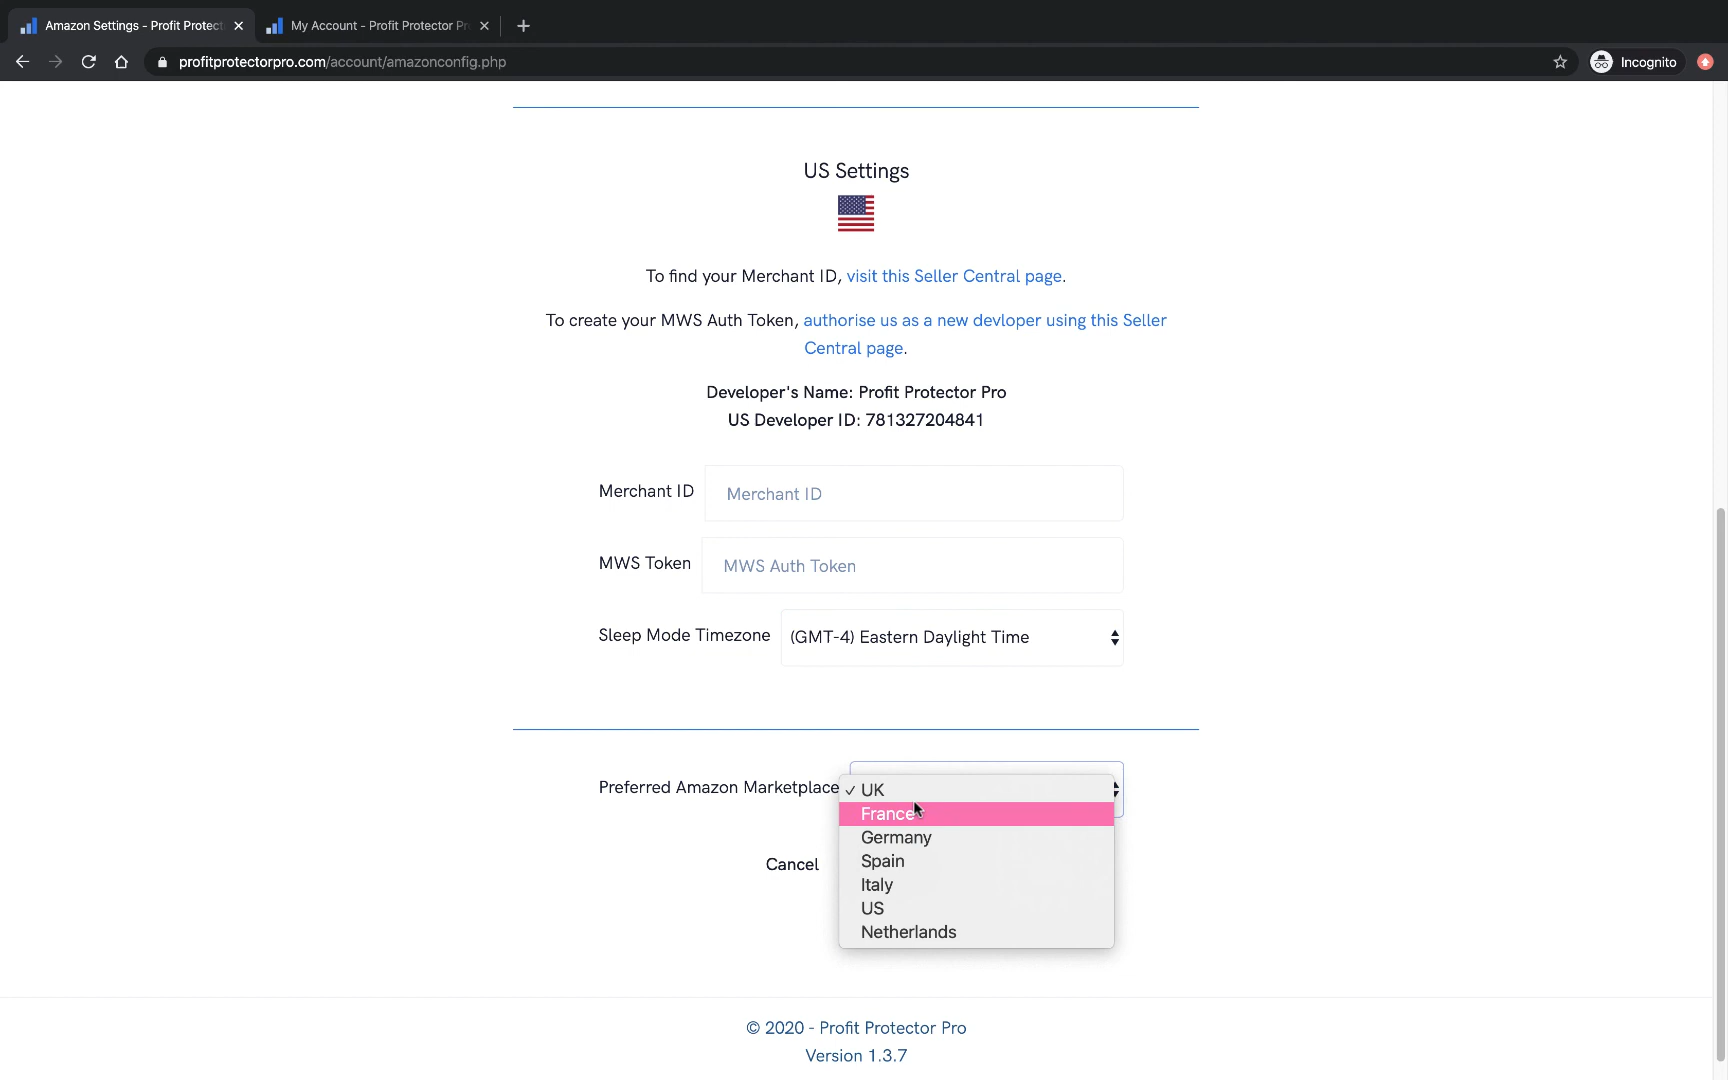 Amazon Settings - Profit Protect
My Account - Profit Protector Pr
profitprotectorpro.com/account/amazonconfig.php
Incognito
US Settings
To find your Merchant ID, visit this Seller Central page.
To create your MWS Auth Token, authorise us as a new devloper using this Seller
Central page.
Developer's Name: Profit Protector Pro
US Developer ID: 781327204841
Merchant ID Merchant ID
MWS Token MWS Auth Token
Sleep Mode Timezone (GMT-4) Eastern Daylight Time
Preferred Amazon Marketplace ✓ UK
France
Germany
Cancel
Spain
Italy
US
Netherlands
© 2020 - Profit Protector Pro
Version 1.3.7